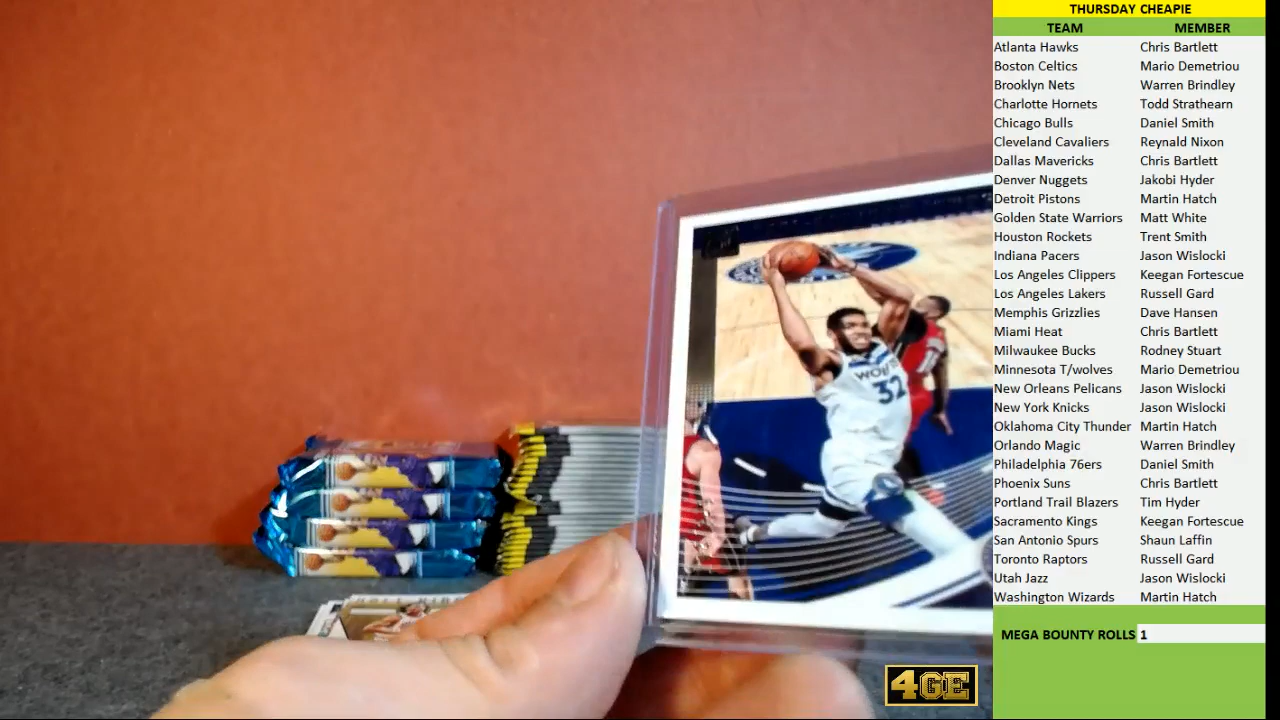 THURSDAY CHEAPIE
TEAM MEMBER
Atlanta Hawks Chris Bartlett
Boston Celtics Mario Demetriou
Brooklyn Nets Warren Brindley
Charlotte Hornets Todd Strathearn
Chicago Bulls Daniel Smith
Cleveland Cavaliers Reynald Nixon
Dallas Mavericks Chris Bartlett
Denver Nuggets Jakobi Hyder
Detroit Pistons Martin Hatch
Golden State Warriors Matt White
Houston Rockets Trent Smith
Indiana Pacers Jason Wislocki
Los Angeles Clippers Keegan Fortescue
Los Angeles Lakers Russell Gard
Memphis Grizzlies Dave Hansen
Miami Heat Chris Bartlett
Milwaukee Bucks Rodney Stuart
Minnesota T/wolves Mario Demetriou
New Orleans Pelicans Jason Wislocki
New York Knicks Jason Wislocki
Oklahoma City Thunder Martin Hatch
Orlando Magic Warren Brindley
Philadelphia 76ers Daniel Smith
Phoenix Suns Chris Bartlett
Portland Trail Blazers Tim Hyder
Sacramento Kings Keegan Fortescue
San Antonio Spurs Shaun Laffin
Toronto Raptors Russell Gard
Utah Jazz Jason Wislocki
Washington Wizards Martin Hatch
MEGA BOUNTY ROLLS 1
32
4GE